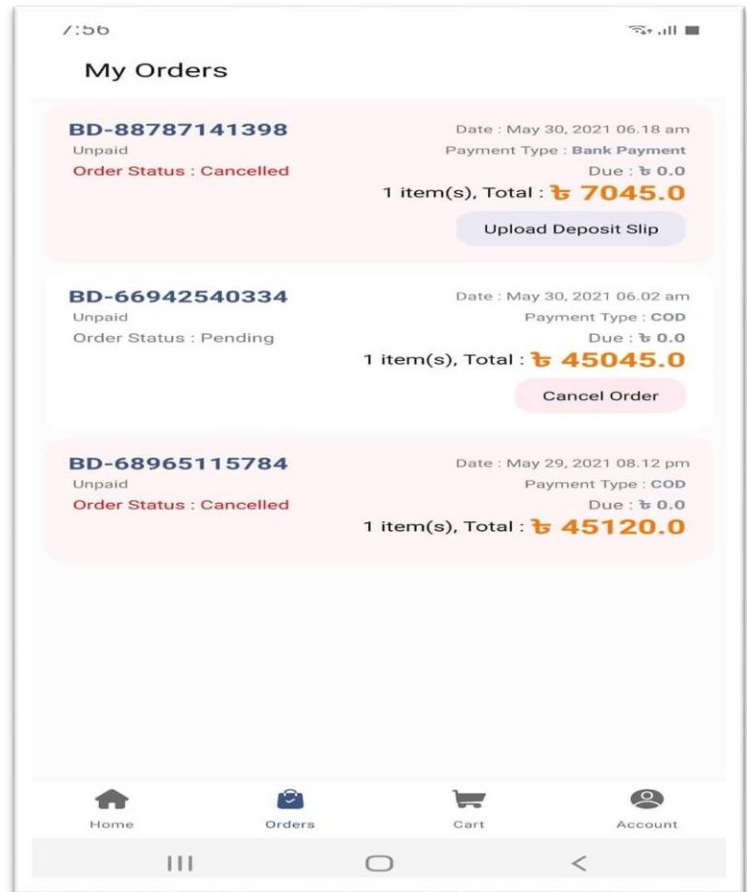 7:56
My Orders
BD-88787141398
Date : May 30, 2021 06.18 am
Unpaid
Payment Type : Bank Payment
Order Status : Cancelled
Due : ৳ 0.0
1 item(s), Total : ৳ 7045.0
Upload Deposit Slip
BD-66942540334
Date : May 30, 2021 06.02 am
Unpaid
Payment Type : COD
Order Status : Pending
Due : ৳ 0.0
1 item(s), Total : ৳ 45045.0
Cancel Order
BD-68965115784
Date : May 29, 2021 08.12 pm
Unpaid
Payment Type : COD
Order Status : Cancelled
Due : ৳ 0.0
1 item(s), Total : ৳ 45120.0
Home Orders Cart Account